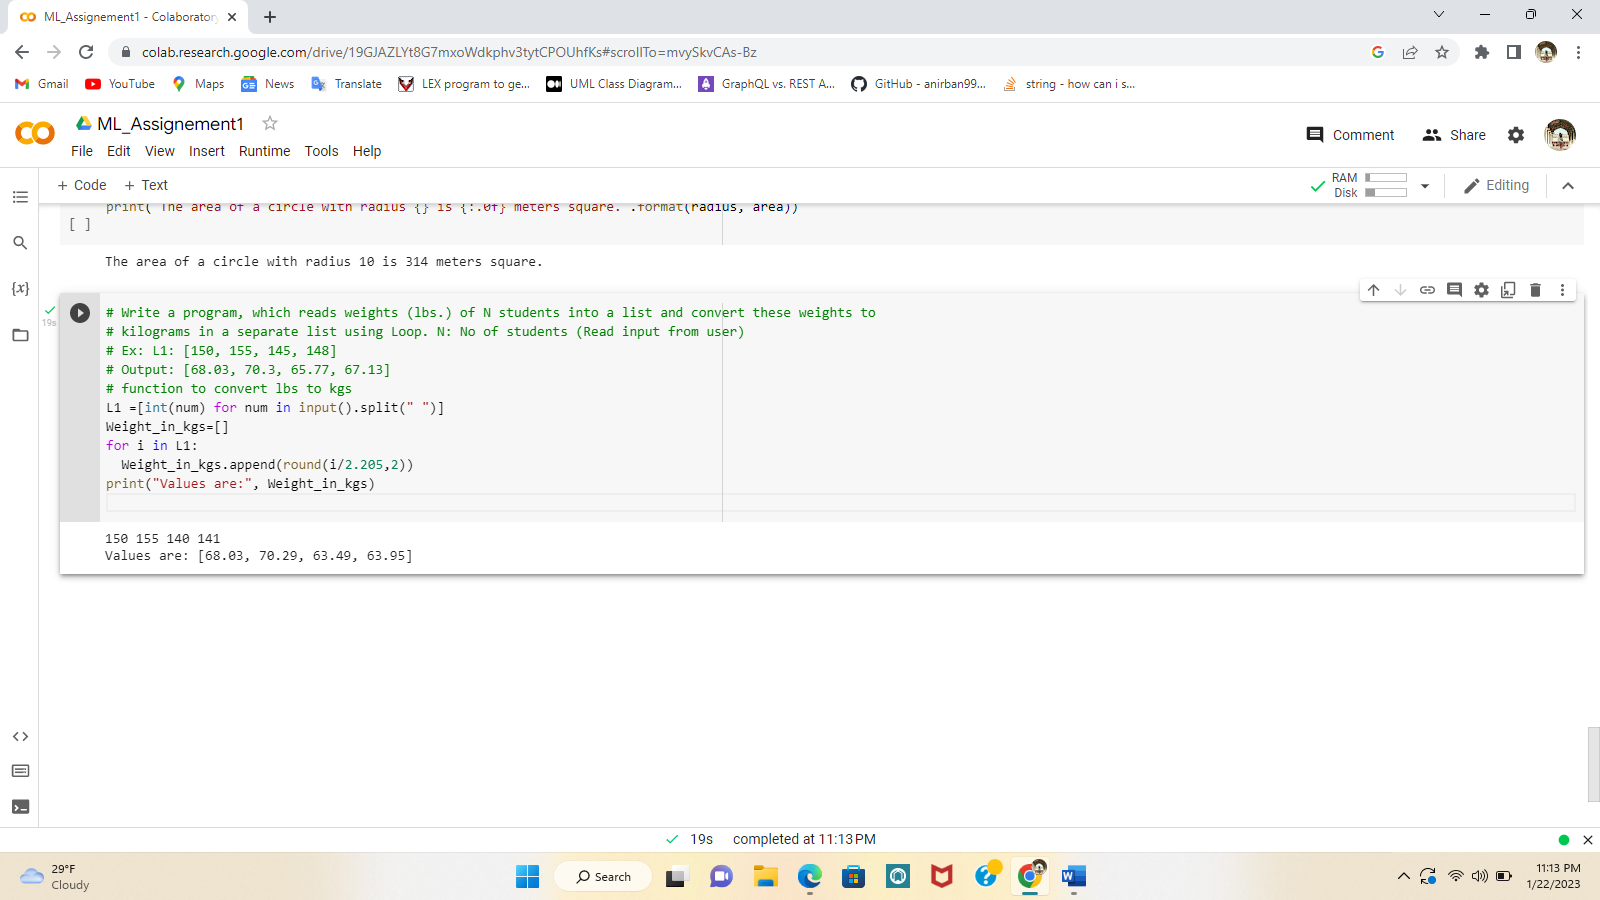 ML_Assignement1 - Colaboratory
colab.research.google.com/drive/19GJAZLYt8G7mxoWdkphv3tytCPOUhfKs#scrollTo=mvySkvCAs-Bz
Gmail YouTube Maps News Translate LEX program to ge... UML Class Diagram... GraphQL vs. REST A... GitHub - anirban99... string - how can i s...
ML_Assignement1
Comment Share
File Edit View Insert Runtime Tools Help
+ Code + Text
RAM
Disk
Editing
print( The area of a circle with radius {} is {:.0f} meters square. .format(radius, area))
[ ]
The area of a circle with radius 10 is 314 meters square.
{x}
19s
# Write a program, which reads weights (lbs.) of N students into a list and convert these weights to
# kilograms in a separate list using Loop. N: No of students (Read input from user)
# Ex: L1: [150, 155, 145, 148]
# Output: [68.03, 70.3, 65.77, 67.13]
# function to convert lbs to kgs
L1 =[int(num) for num in input().split(" ")]
Weight_in_kgs=[]
for i in L1:
Weight_in_kgs.append(round(i/2.205,2))
print("Values are:", Weight_in_kgs)
150 155 140 141
Values are: [68.03, 70.29, 63.49, 63.95]
19s completed at 11:13 PM
29°F
Cloudy
Search
11:13 PM
1/22/2023